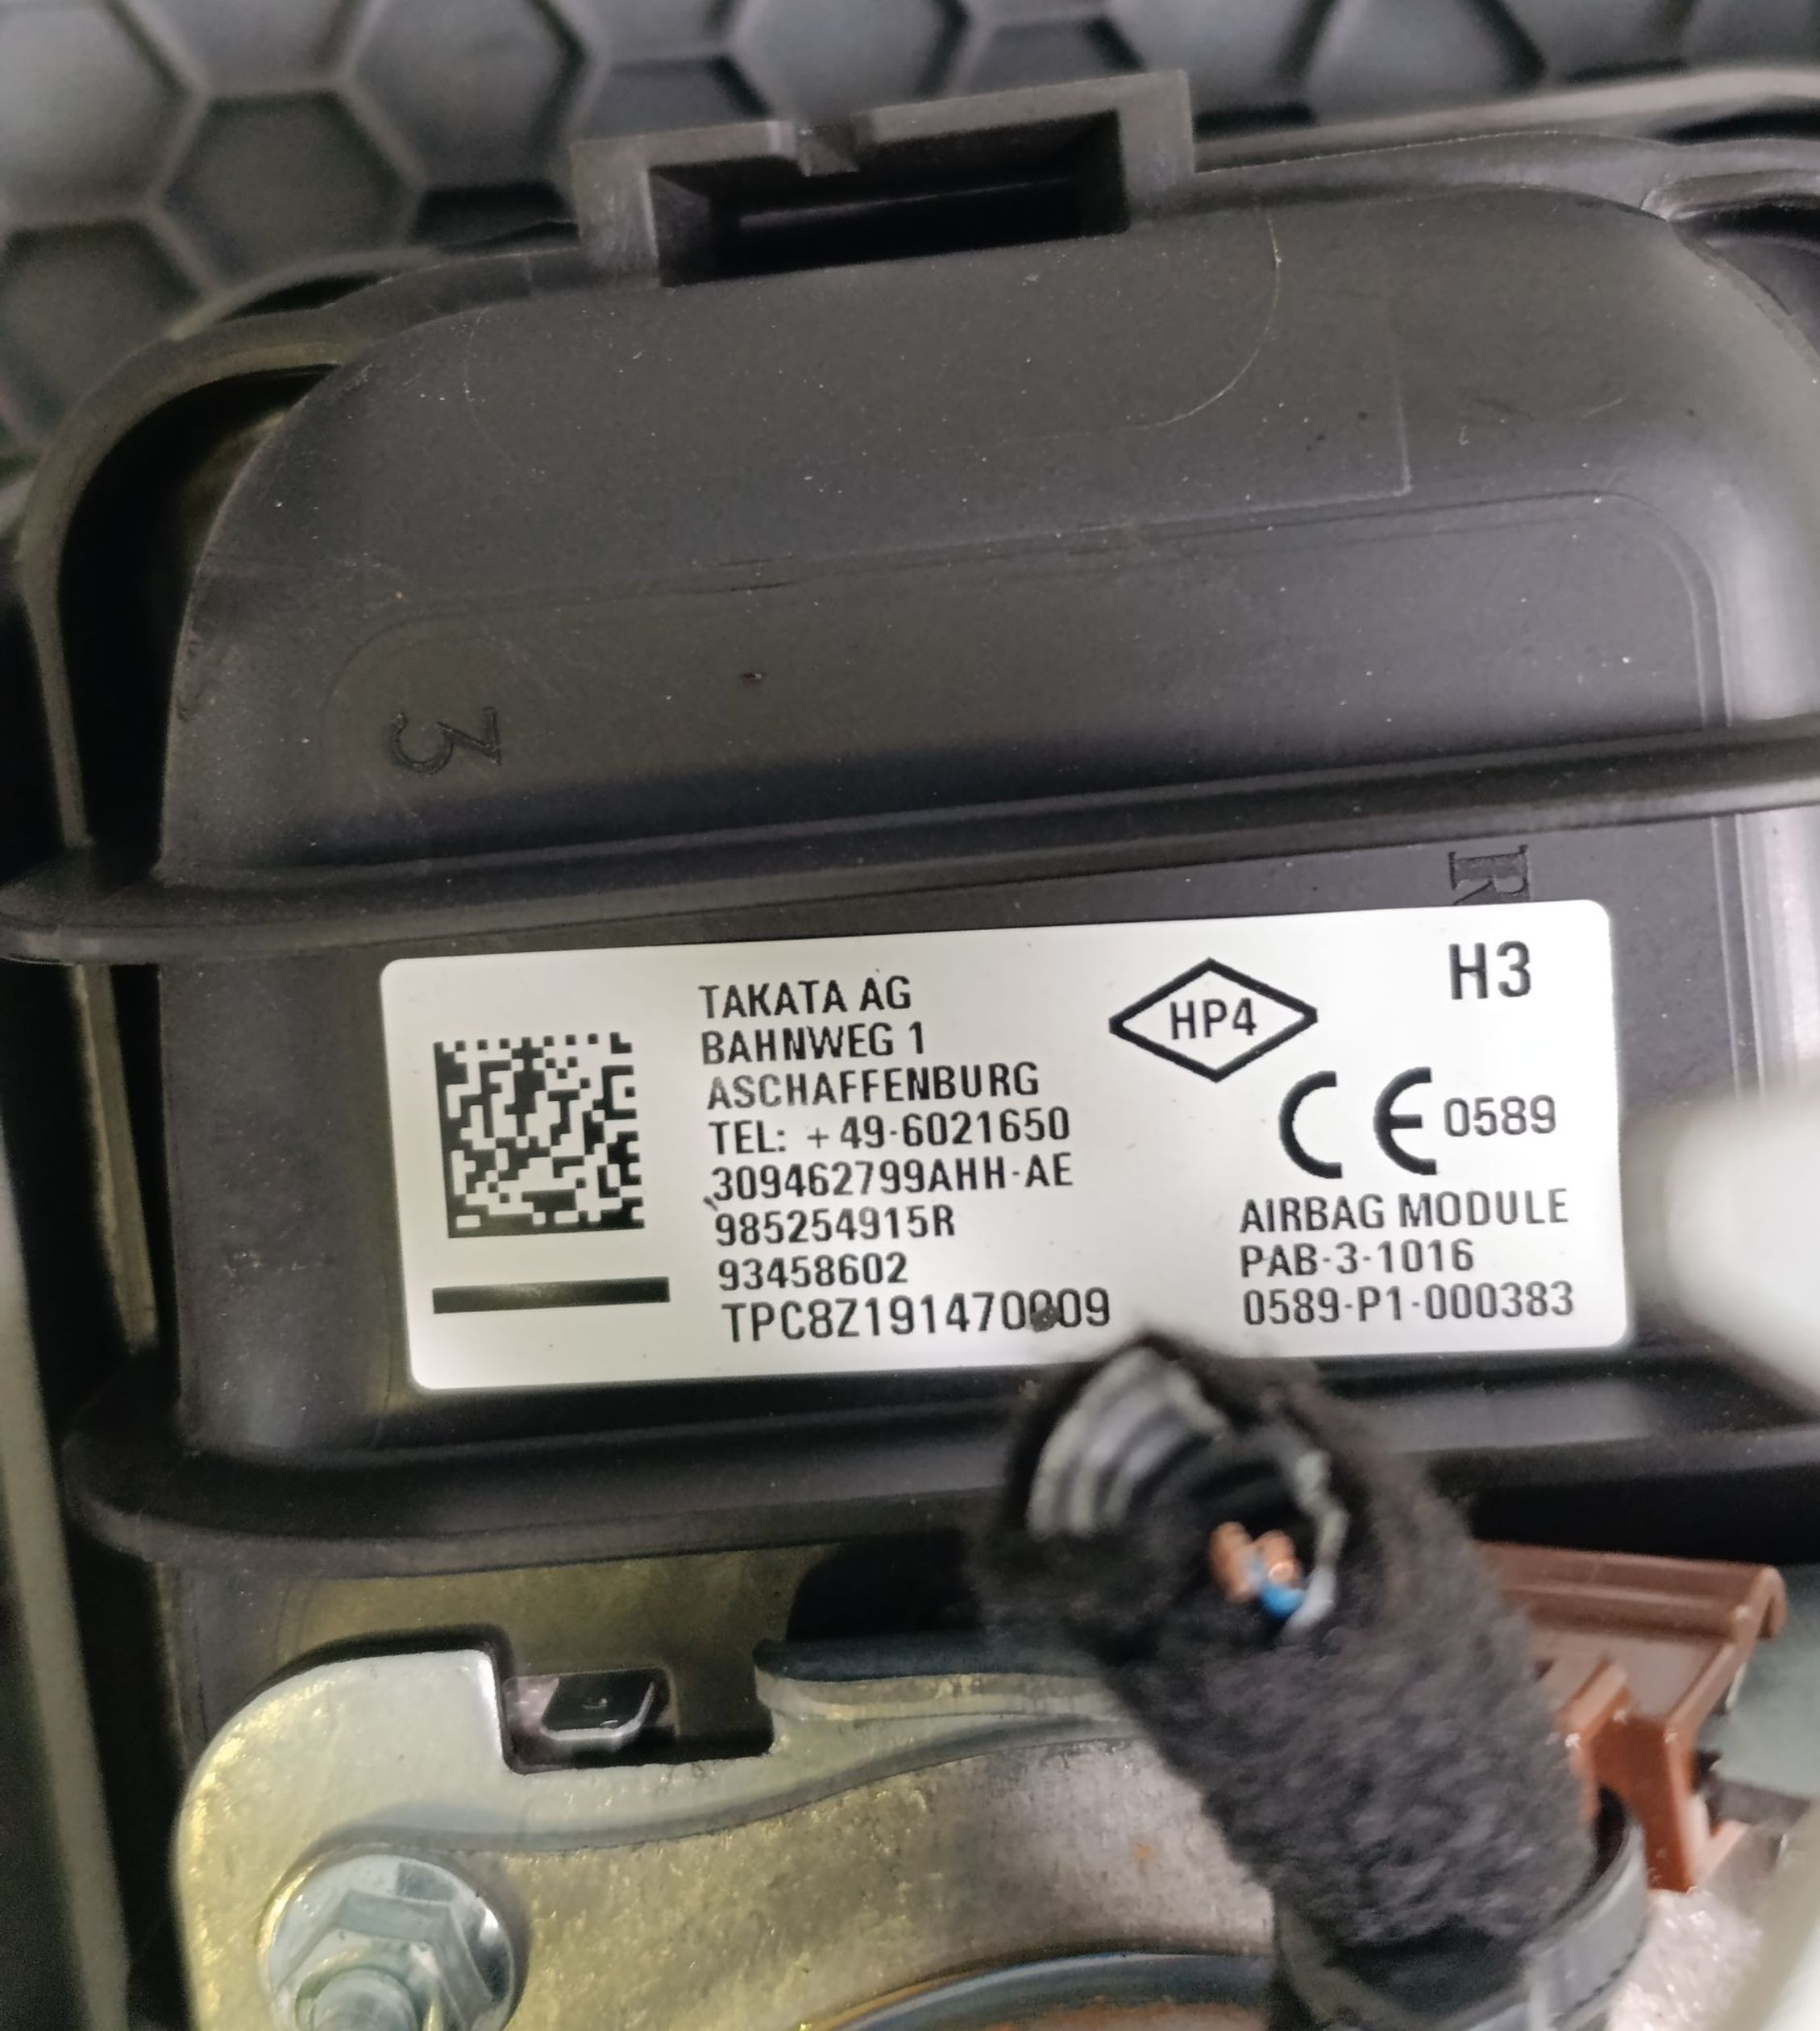 3
R
TAKATA AG
BAHNWEG 1
ASCHAFFENBURG
TEL: +49-6021650
309462799AHH-AE
985254915R
93458602
TPC8Z191470009
HP4
H3
CE 0589
AIRBAG MODULE
PAB-3-1016
0589-P1-000383